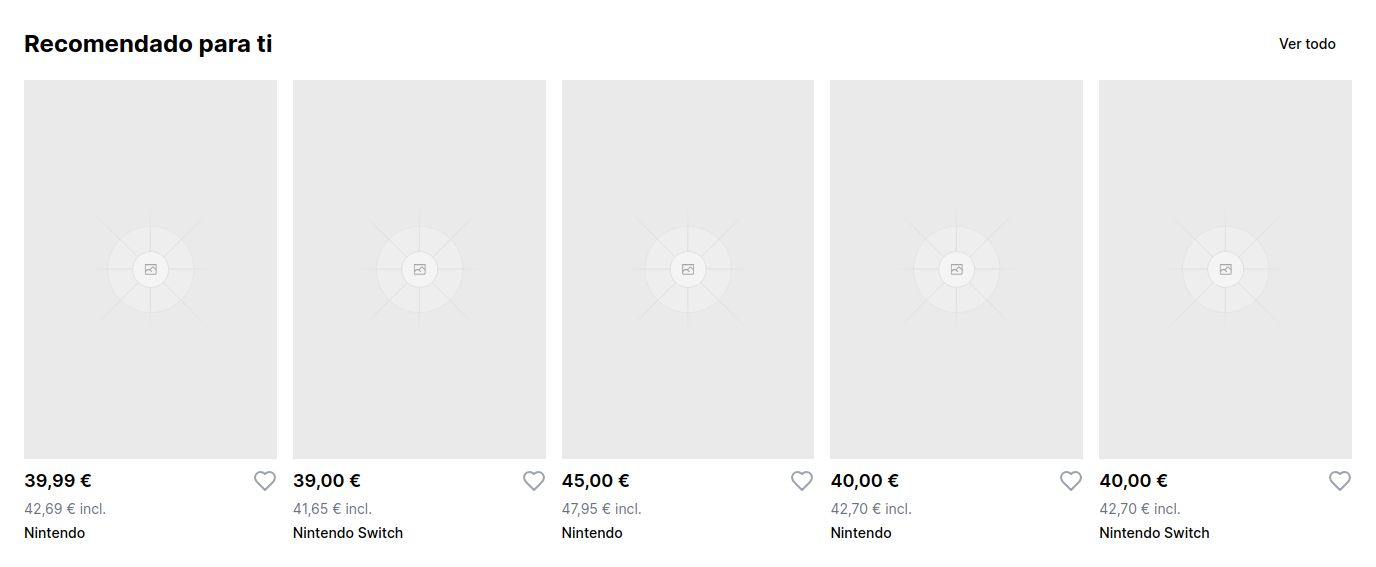 Recomendado para ti
Ver todo
39,99 €
42,69 € incl.
Nintendo
39,00 €
41,65 € incl.
Nintendo Switch
45,00 €
47,95 € incl.
Nintendo
40,00 €
42,70 € incl.
Nintendo
40,00 €
42,70 € incl.
Nintendo Switch